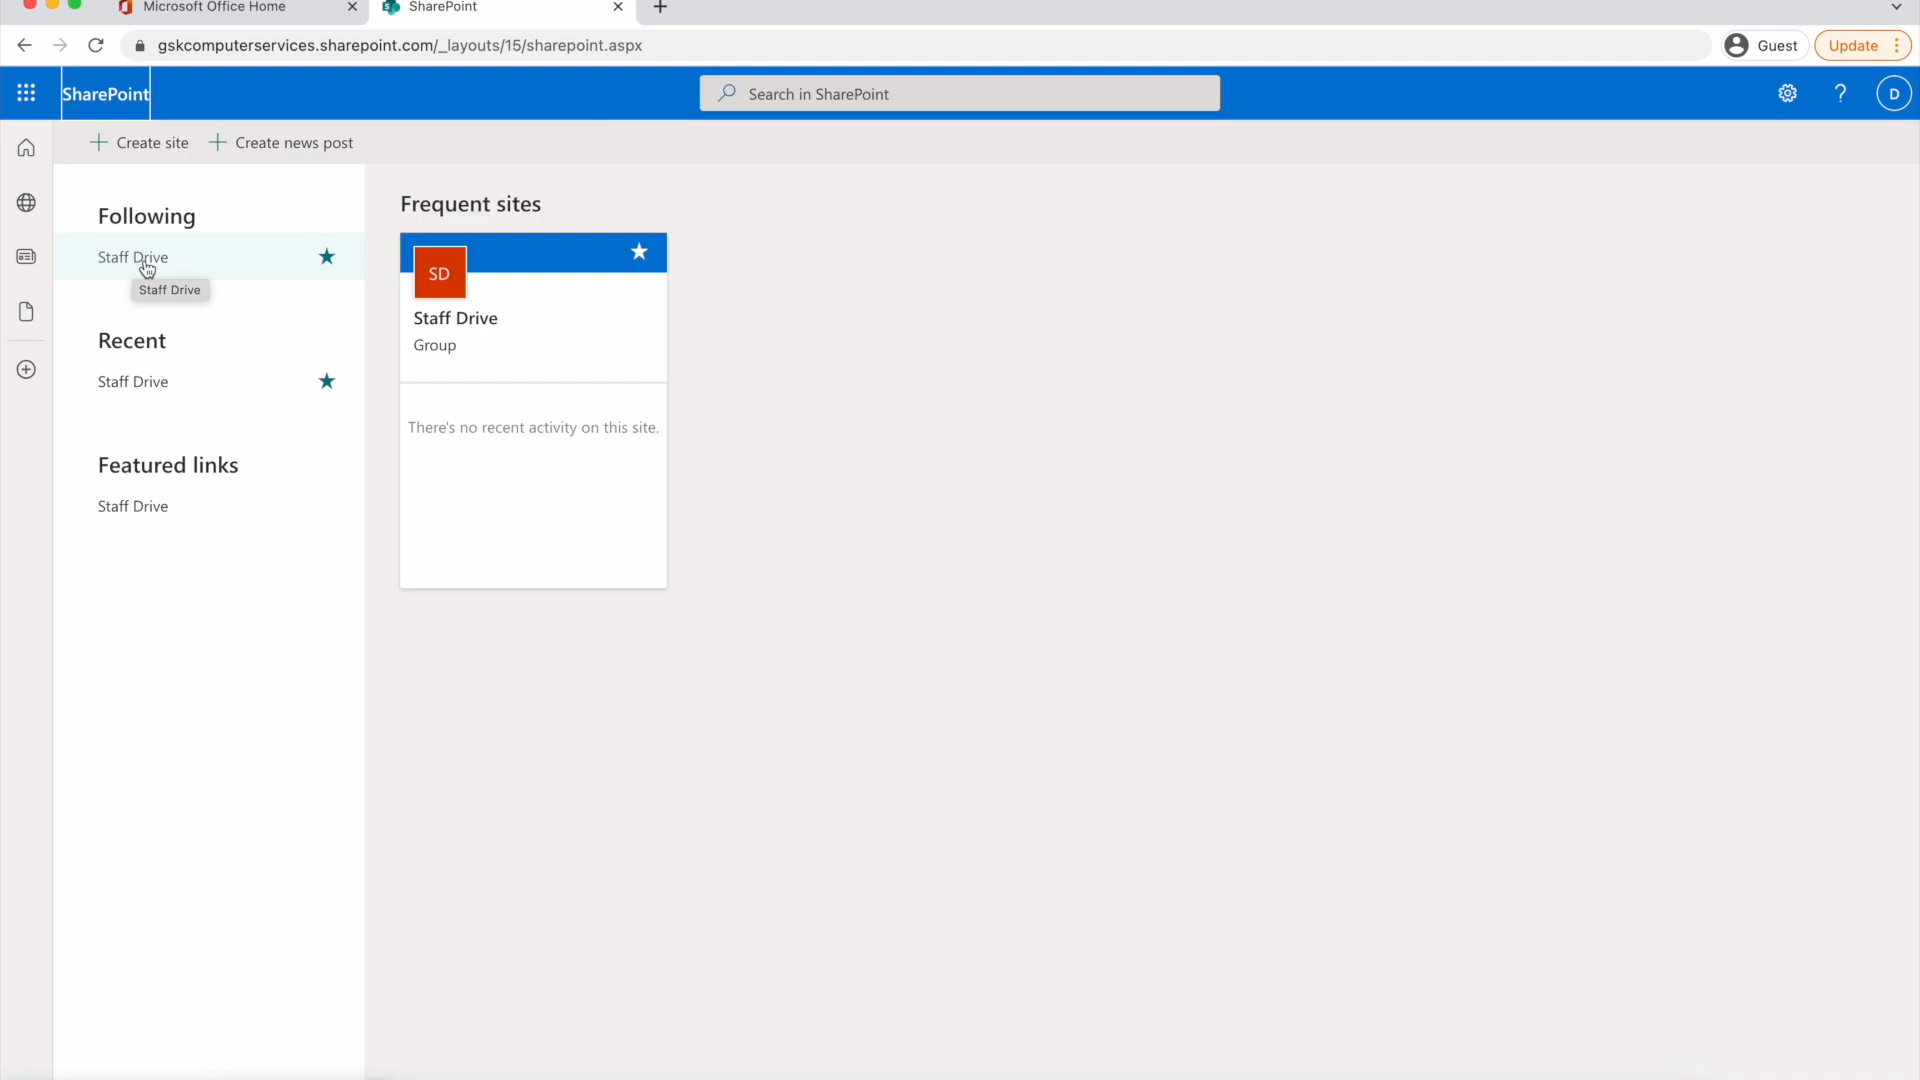 Microsoft Office Home
SharePoint
gskcomputerservices.sharepoint.com/_layouts/15/sharepoint.aspx
Guest
Update
SharePoint
Search in SharePoint
?
D
Create site
Create news post
Following
Staff Drive
Staff Drive
Recent
Staff Drive
Featured links
Staff Drive
Frequent sites
SD
Staff Drive
Group
There's no recent activity on this site.